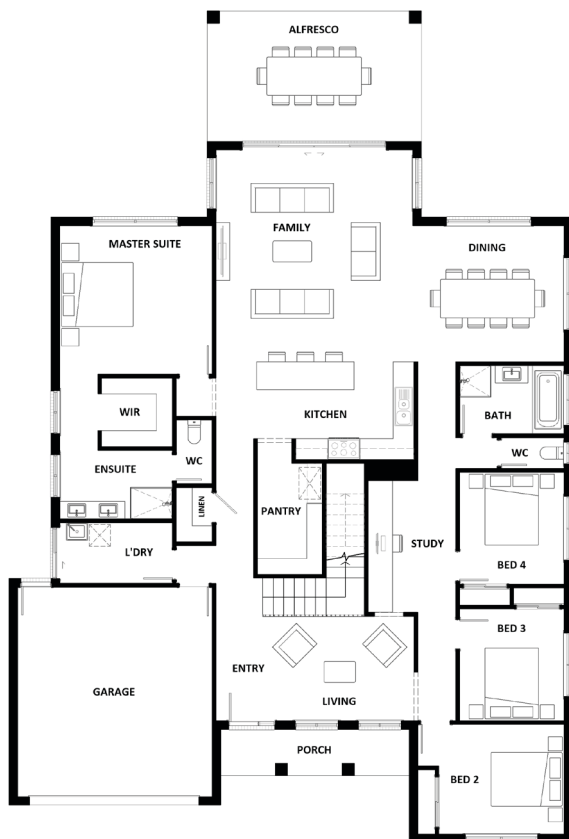 ALFRESCO
FAMILY
MASTER SUITE
DINING
WIR
KITCHEN
BATH
ENSUITE
WC
WC
LINEN
PANTRY
L'DRY
STUDY
BED 4
BED 3
ENTRY
GARAGE
LIVING
PORCH
BED 2